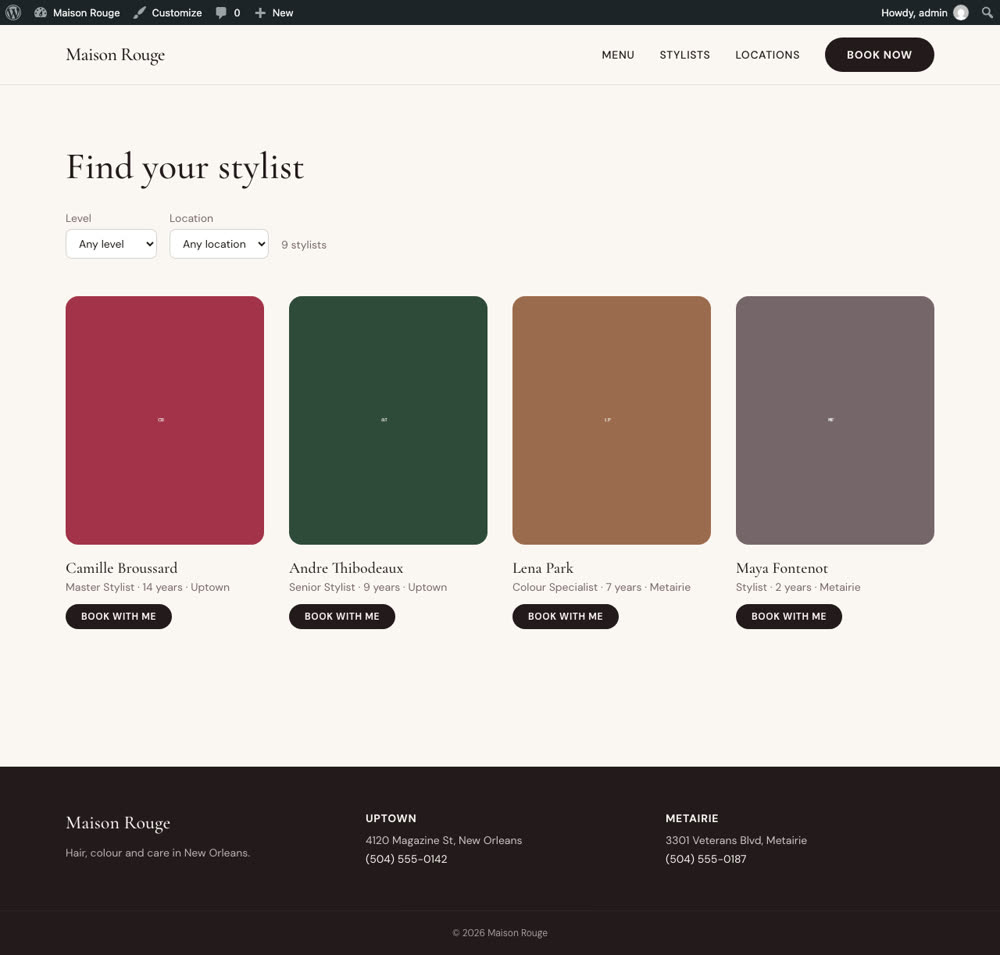 Maison Rouge Customize 0 New Howdy, admin
Maison Rouge MENU STYLISTS LOCATIONS BOOK NOW
Find your stylist
Level Location
Any level Any location 9 stylists
Camille Broussard Andre Thibodeaux Lena Park Maya Fontenot
Master Stylist · 14 years · Uptown Senior Stylist · 9 years · Uptown Colour Specialist · 7 years · Metairie Stylist · 2 years · Metairie
BOOK WITH ME BOOK WITH ME BOOK WITH ME BOOK WITH ME
Maison Rouge UPTOWN METAIRIE
4120 Magazine St, New Orleans 3301 Veterans Blvd, Metairie
Hair, colour and care in New Orleans. (504) 555-0142 (504) 555-0187
© 2026 Maison Rouge